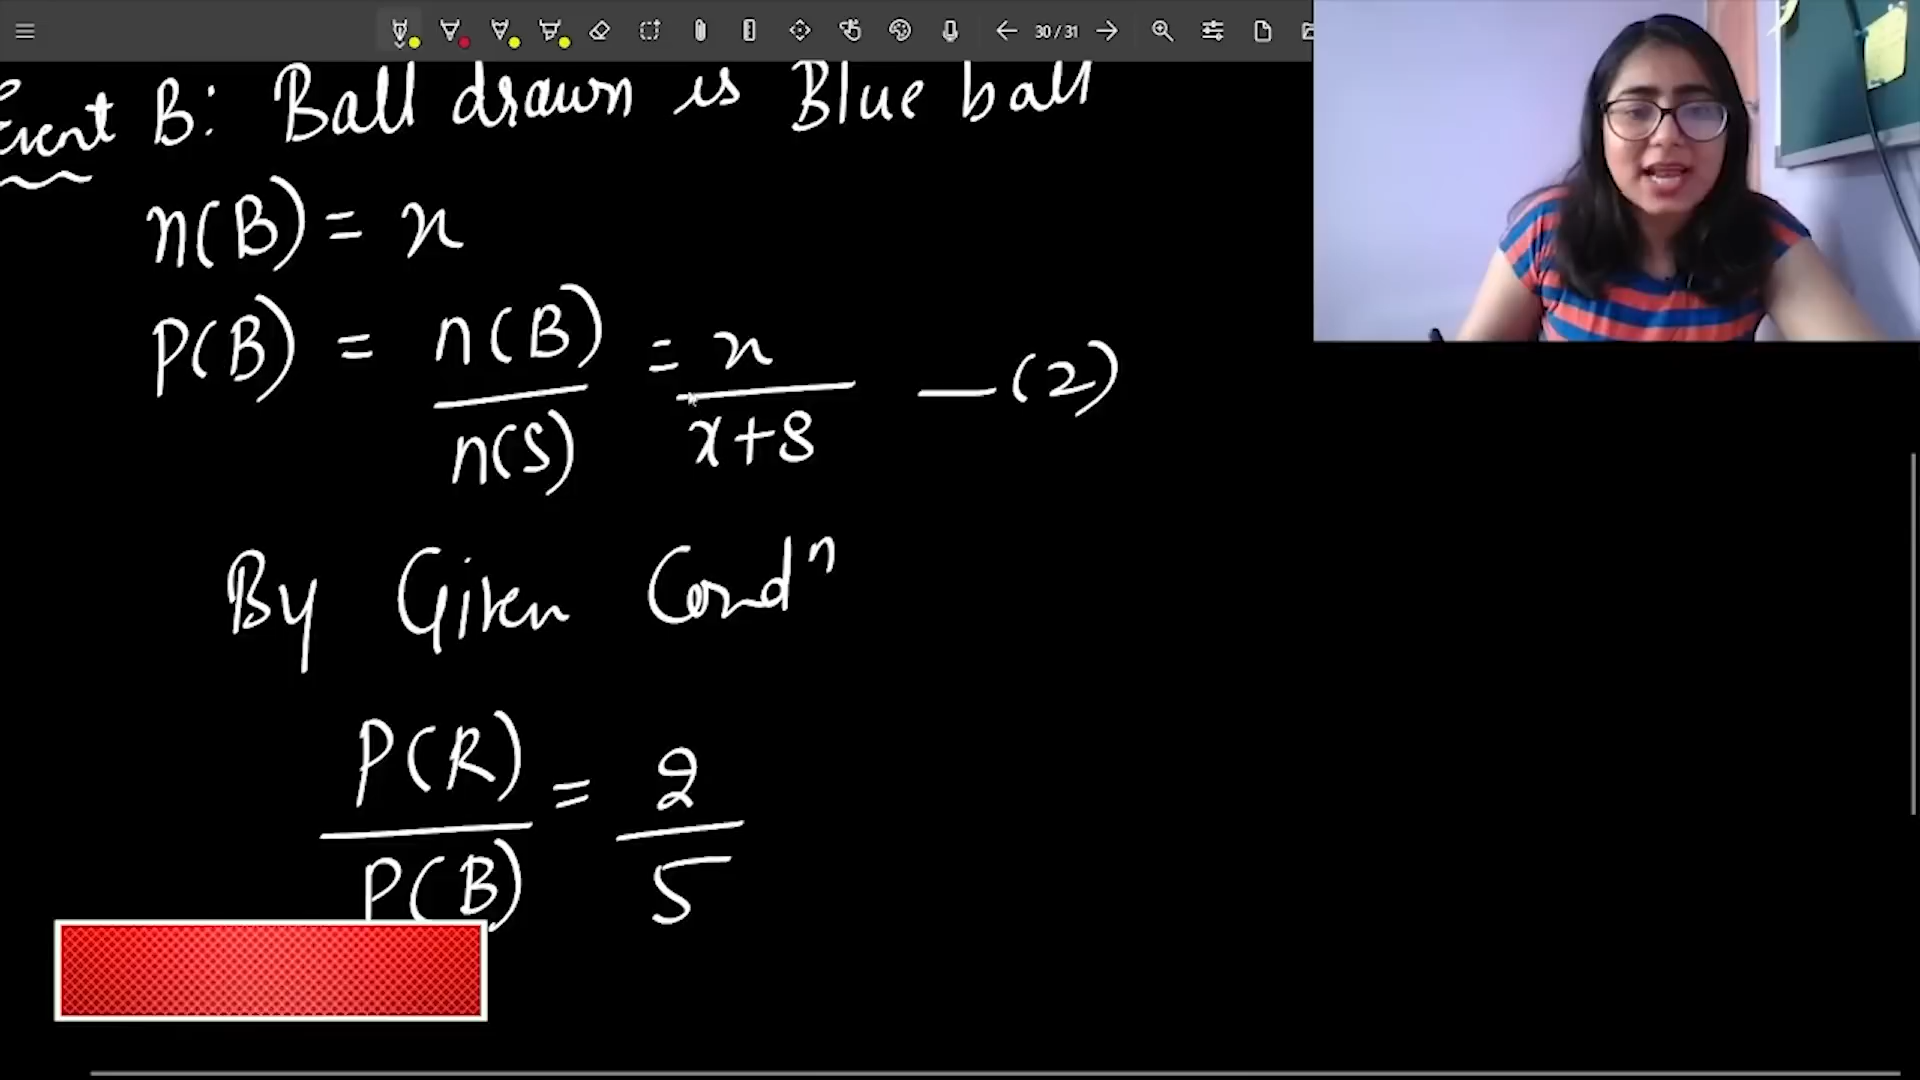 30 / 31
Event B: Ball drawn is Blue ball
n(B) = x
P(B) = n(B) / n(S) = x / x+8 — (2)
By Given Condⁿ
P(R) / P(B) = 2 / 5